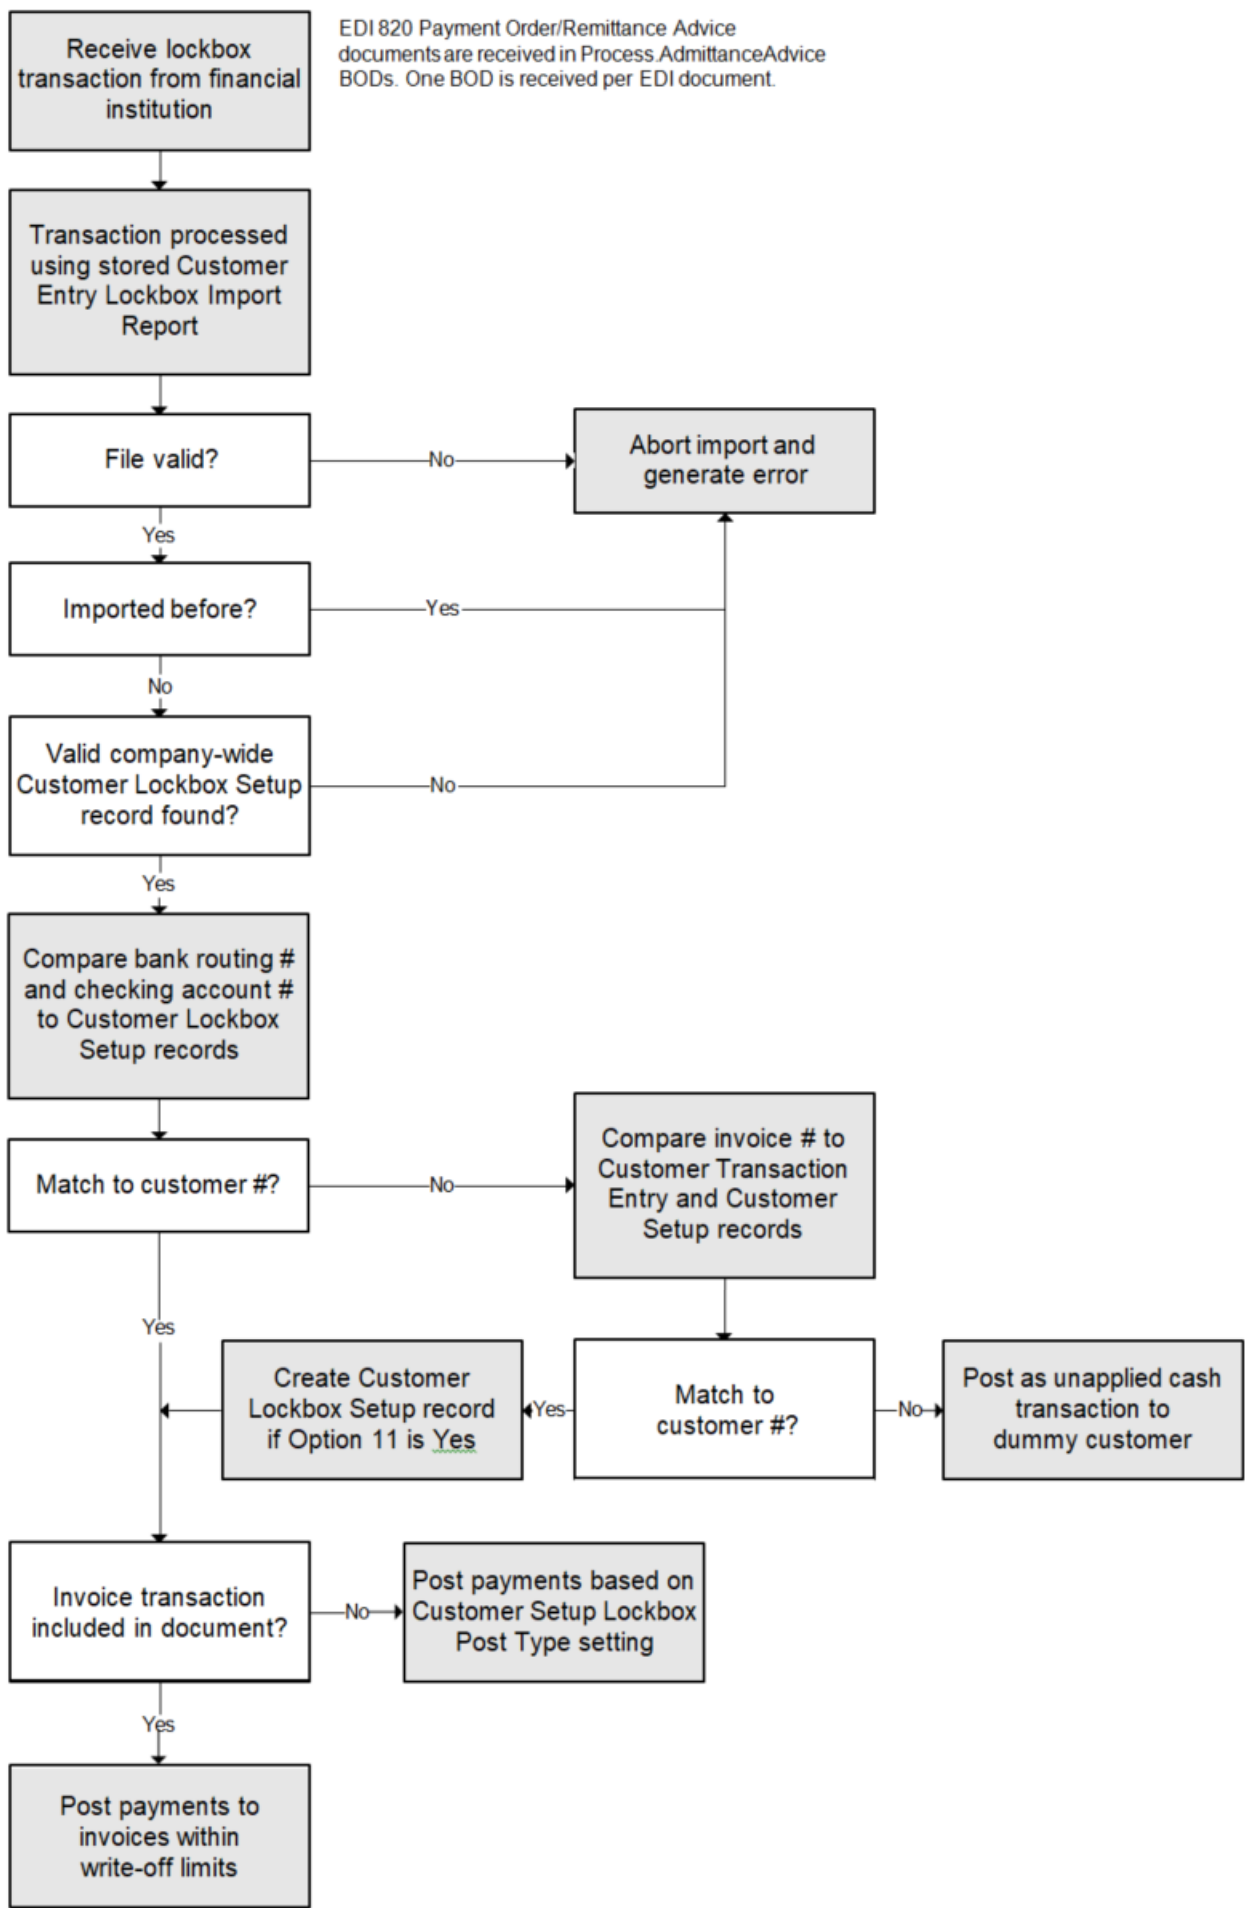 Receive lockbox
transaction from financial
institution
EDI 820 Payment Order/Remittance Advice
documents are received in Process.AdmittanceAdvice
BODs. One BOD is received per EDI document.
Transaction processed
using stored Customer
Entry Lockbox Import
Report
File valid?
No
Abort import and
generate error
Yes
Imported before?
Yes
No
Valid company-wide
Customer Lockbox Setup
record found?
No
Yes
Compare bank routing #
and checking account #
to Customer Lockbox
Setup records
Match to customer #?
No
Compare invoice # to
Customer Transaction
Entry and Customer
Setup records
Yes
Create Customer
Lockbox Setup record
if Option 11 is Yes
Yes
Match to
customer #?
No
Post as unapplied cash
transaction to
dummy customer
Invoice transaction
included in document?
No
Post payments based on
Customer Setup Lockbox
Post Type setting
Yes
Post payments to
invoices within
write-off limits